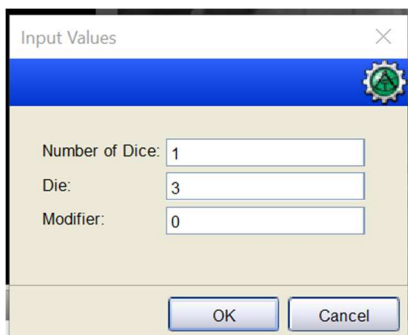 Input Values
Number of Dice: 1
Die: 3
Modifier: 0
OK Cancel